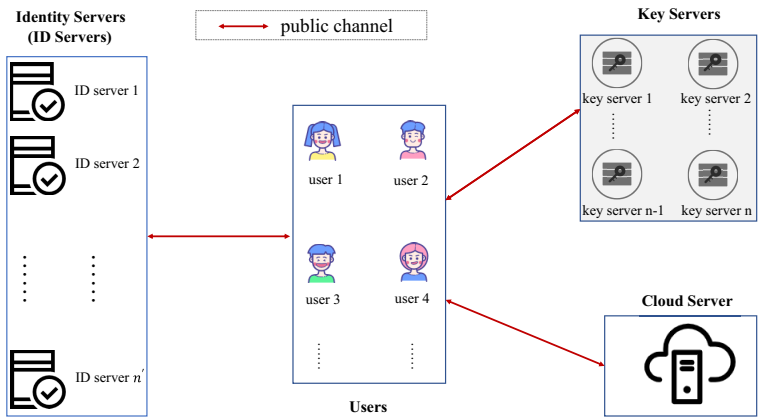 Identity Servers
(ID Servers)
public channel
Key Servers
ID server 1
ID server 2
ID server n′
user 1
user 2
user 3
user 4
Users
key server 1
key server 2
key server n-1
key server n
Cloud Server